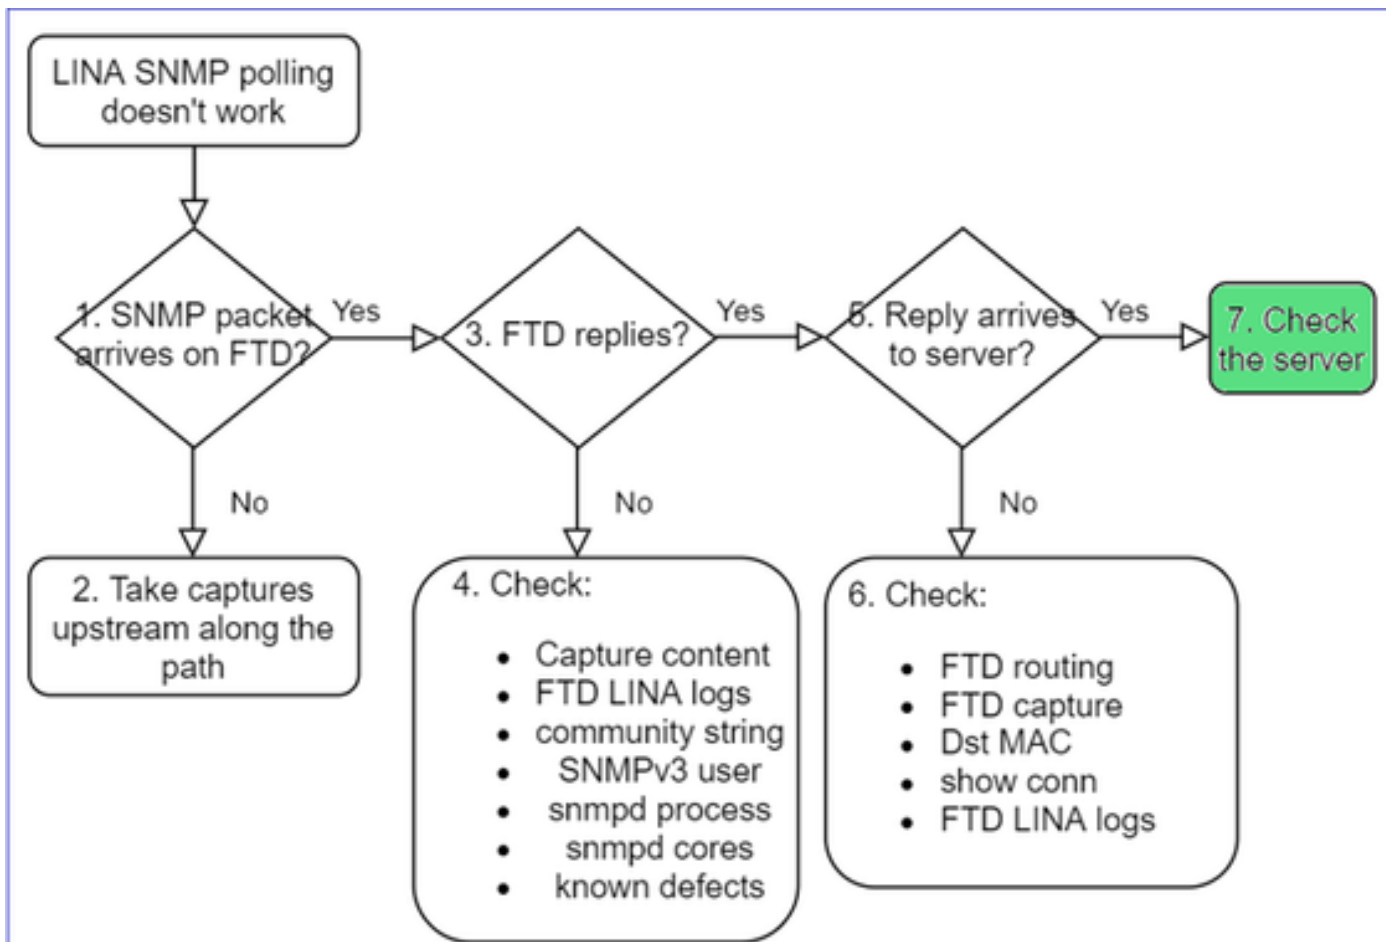 LINA SNMP polling
doesn't work
1. SNMP packet
arrives on FTD?
Yes
3. FTD replies?
Yes
5. Reply arrives
to server?
Yes
7. Check
the server
No
No
No
2. Take captures
upstream along the
path
4. Check:
• Capture content
• FTD LINA logs
• community string
• SNMPv3 user
• snmpd process
• snmpd cores
• known defects
6. Check:
• FTD routing
• FTD capture
• Dst MAC
• show conn
• FTD LINA logs